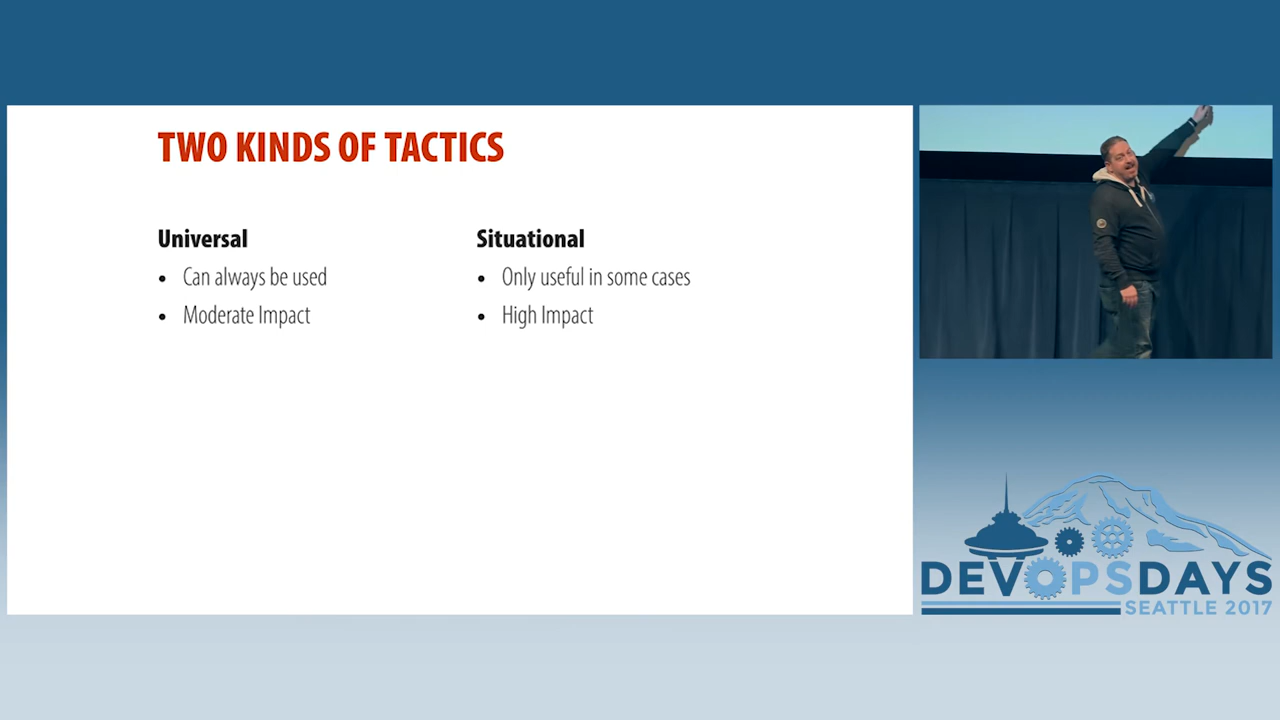 TWO KINDS OF TACTICS
Universal
• Can always be used
• Moderate Impact
Situational
• Only useful in some cases
• High Impact
DEVOPSDAYS
SEATTLE 2017